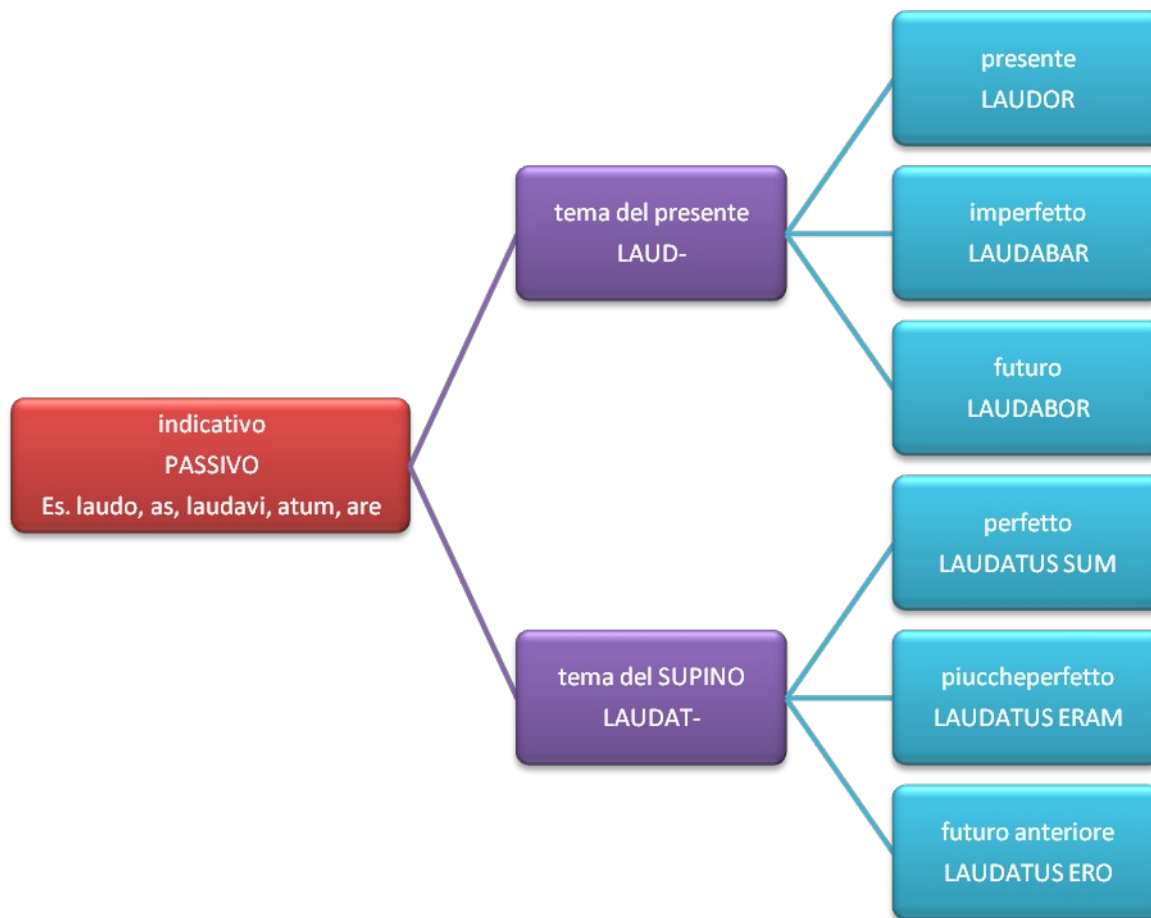 indicativo
PASSIVO
Es. laudo, as, laudavi, atum, are
tema del presente
LAUD-
presente
LAUDOR
imperfetto
LAUDABAR
futuro
LAUDABOR
tema del SUPINO
LAUDAT-
perfetto
LAUDATUS SUM
piuccheperfetto
LAUDATUS ERAM
futuro anteriore
LAUDATUS ERO